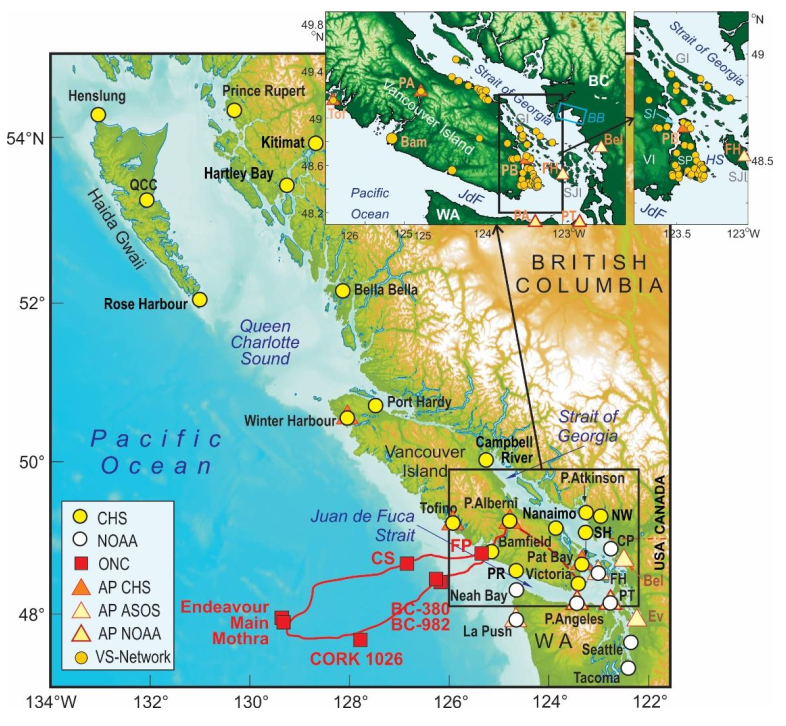 49.8
°N
49.4
49
48.6
48.2
126
125
125
124
123°W
PA
Tof
Bam
Vancouver Island
Strait of Georgia
GI
BC
BB
Bel
PB
FH
SJI
JdF
WA
PA
PT
Pacific
Ocean
°N
49
48.5
Strait of Georgia
GI
SI
PB
VI
SP
HS
FH
SJI
JdF
123.5
123°W
Henslung
Prince Rupert
54°N
Kitimat
Hartley Bay
QCC
Haida Gwaii
Rose Harbour
Bella Bella
52°
BRITISH
COLUMBIA
Queen
Charlotte
Sound
Port Hardy
Winter Harbour
Strait of
Georgia
Pacific
Ocean
50°
Vancouver
Island
Campbell
River
P.Atkinson
Tofino
P.Alberni
Nanaimo
NW
SH
USA
CANADA
Juan de Fuca
Strait
Bamfield
CP
FP
CS
Pat Bay
PR
Victoria
FH
Bel
Neah Bay
PT
BC-380
BC-982
48°
Endeavour
Main
Mothra
La Push
P.Angeles
Ev
WA
Seattle
CORK 1026
Tacoma
CHS
NOAA
ONC
AP CHS
AP ASOS
AP NOAA
VS-Network
134°W
132°
130°
128°
126°
124°
122°